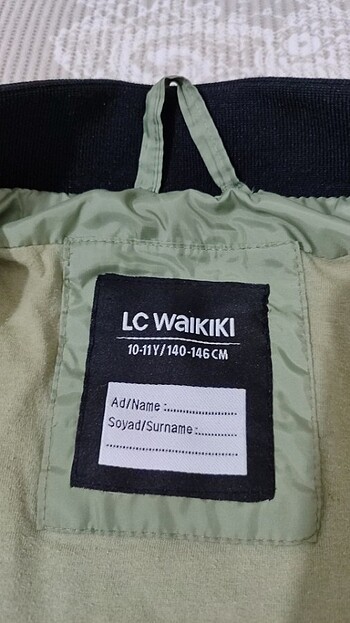 LC WAIKIKI
10-11Y/140-146 CM
Ad/Name :....................
Soyad/Surname :..........
........................................